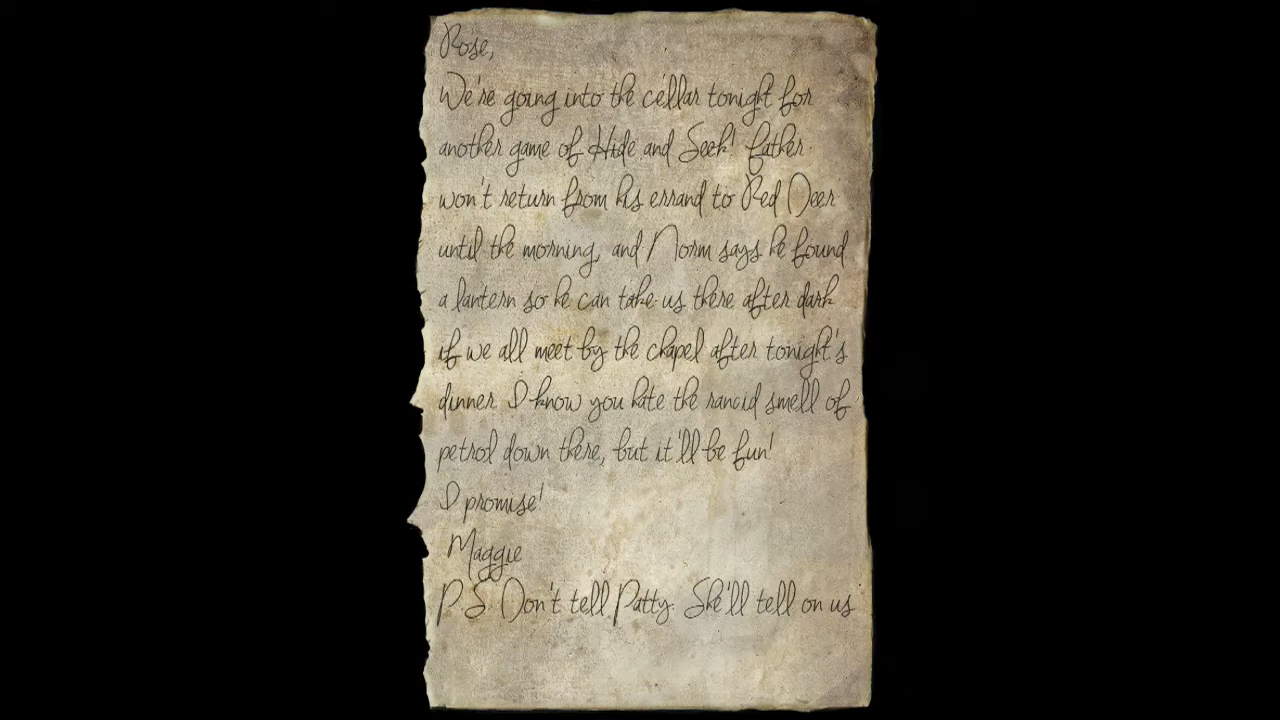 Rose,
We're going into the cellar tonight for
another game of Hide and Seek! Father
won't return from his errand to Red Deer
until the morning, and Norm says he found
a lantern so he can take us there after dark
if we all meet by the chapel after tonight's
dinner. I know you hate the rancid smell of
petrol down there, but it'll be fun!
I promise!
Maggie
P.S. Don't tell Patty. She'll tell on us